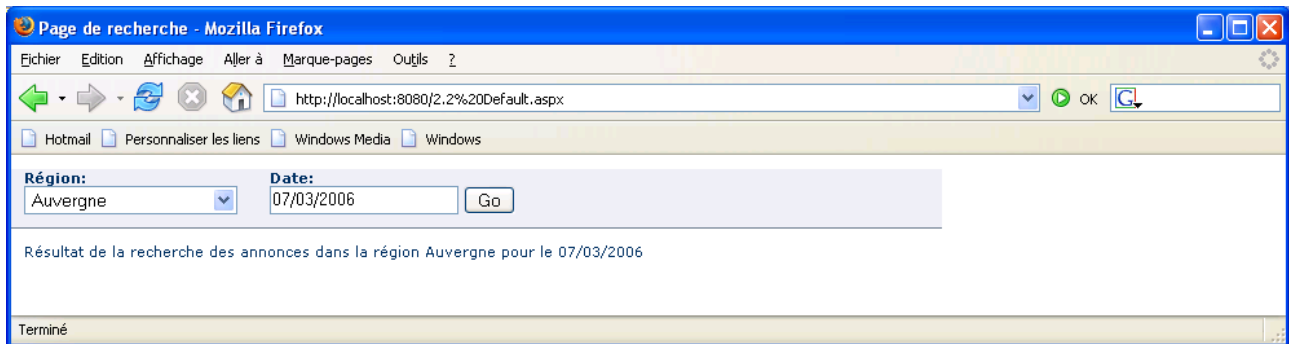 Page de recherche - Mozilla Firefox
Fichier Edition Affichage Aller à Marque-pages Outils ?
http://localhost:8080/2.2%20Default.aspx OK G
Hotmail Personnaliser les liens Windows Media Windows
Région: Date:
Auvergne 07/03/2006 Go
Résultat de la recherche des annonces dans la région Auvergne pour le 07/03/2006
Terminé